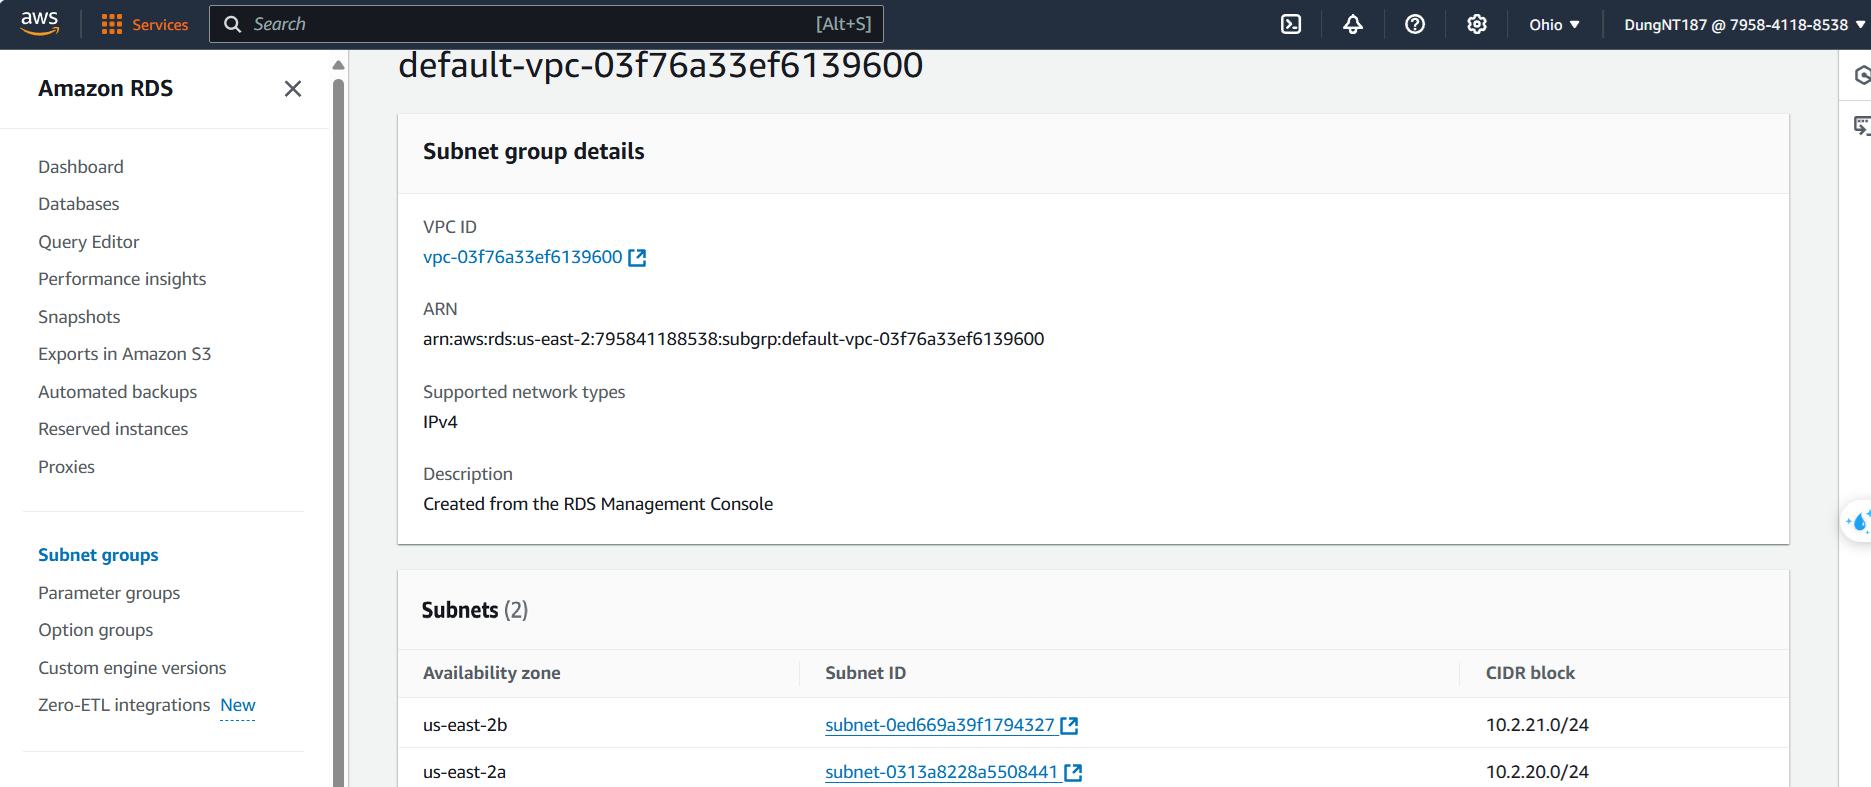 aws
Services
Search
[Alt+S]
Ohio
DungNT187 @ 7958-4118-8538
Amazon RDS
Dashboard
Databases
Query Editor
Performance insights
Snapshots
Exports in Amazon S3
Automated backups
Reserved instances
Proxies
Subnet groups
Parameter groups
Option groups
Custom engine versions
Zero-ETL integrations New
default-vpc-03f76a33ef6139600
Subnet group details
VPC ID
vpc-03f76a33ef6139600
ARN
arn:aws:rds:us-east-2:795841188538:subgrp:default-vpc-03f76a33ef6139600
Supported network types
IPv4
Description
Created from the RDS Management Console
Subnets (2)
Availability zone Subnet ID CIDR block
us-east-2b subnet-0ed669a39f1794327 10.2.21.0/24
us-east-2a subnet-0313a8228a5508441 10.2.20.0/24